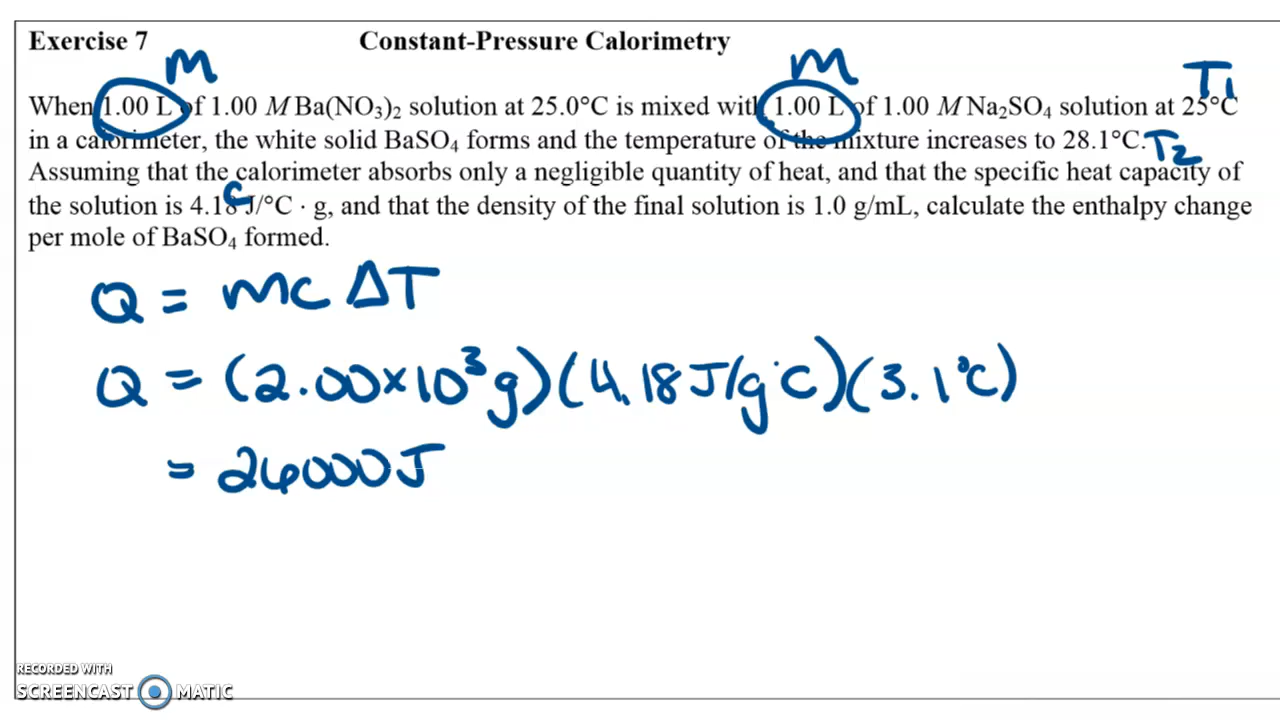 Exercise 7 Constant-Pressure Calorimetry
M M T1
When 1.00 L of 1.00 M Ba(NO₃)₂ solution at 25.0°C is mixed with 1.00 L of 1.00 M Na₂SO₄ solution at 25°C
in a calorimeter, the white solid BaSO₄ forms and the temperature of the mixture increases to 28.1°C. T2
Assuming that the calorimeter absorbs only a negligible quantity of heat, and that the specific heat capacity of
c
the solution is 4.18 J/°C · g, and that the density of the final solution is 1.0 g/mL, calculate the enthalpy change
per mole of BaSO₄ formed.
Q = mc ΔT
Q = (2.00×10³g)(4.18J/g°C)(3.1°C)
= 26000J
RECORDED WITH
SCREENCAST MATIC